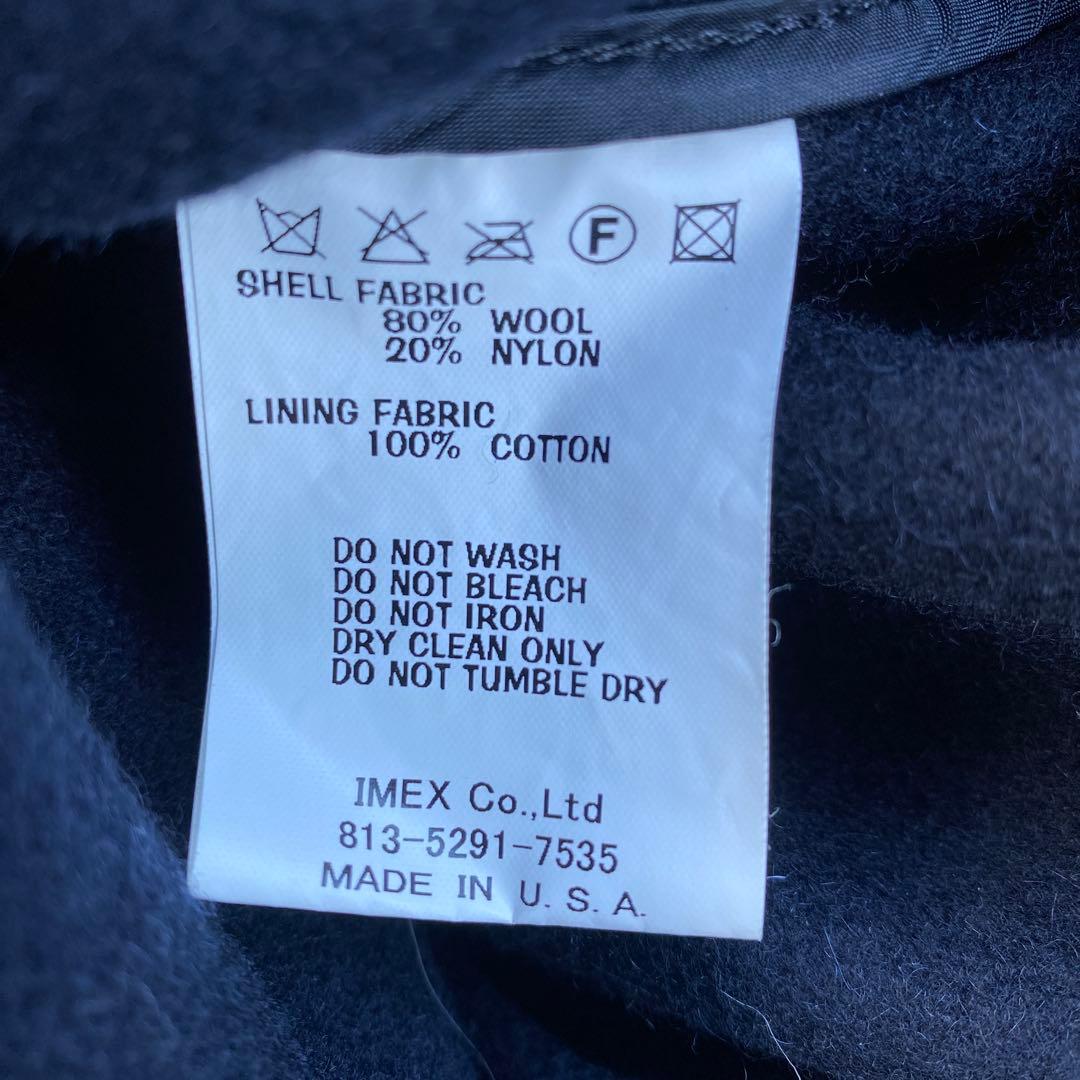 F
SHELL FABRIC
80% WOOL
20% NYLON
LINING FABRIC
100% COTTON
DO NOT WASH
DO NOT BLEACH
DO NOT IRON
DRY CLEAN ONLY
DO NOT TUMBLE DRY
IMEX Co.,Ltd
813-5291-7535
MADE IN U. S. A.